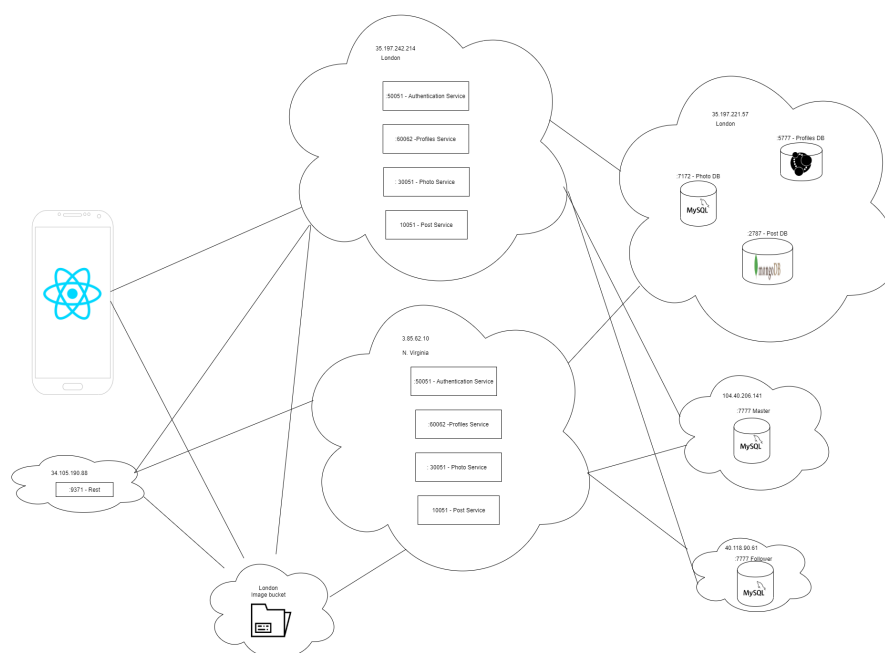 35.197.242.214
London
:50051 - Authentication Service
:60062 -Profiles Service
: 30051 - Photo Service
10051 - Post Service
35.197.221.57
London
:5777 - Profiles DB
:7172 - Photo DB
MySQL
:2787 - Post DB
mongoDB
3.85.62.10
N. Virginia
:50051 - Authentication Service
:60062 -Profiles Service
: 30051 - Photo Service
10051 - Post Service
104.40.206.141
:7777 Master
MySQL
34.105.190.88
:9371 - Rest
40.118.90.61
:7777 Follower
MySQL
London
Image bucket